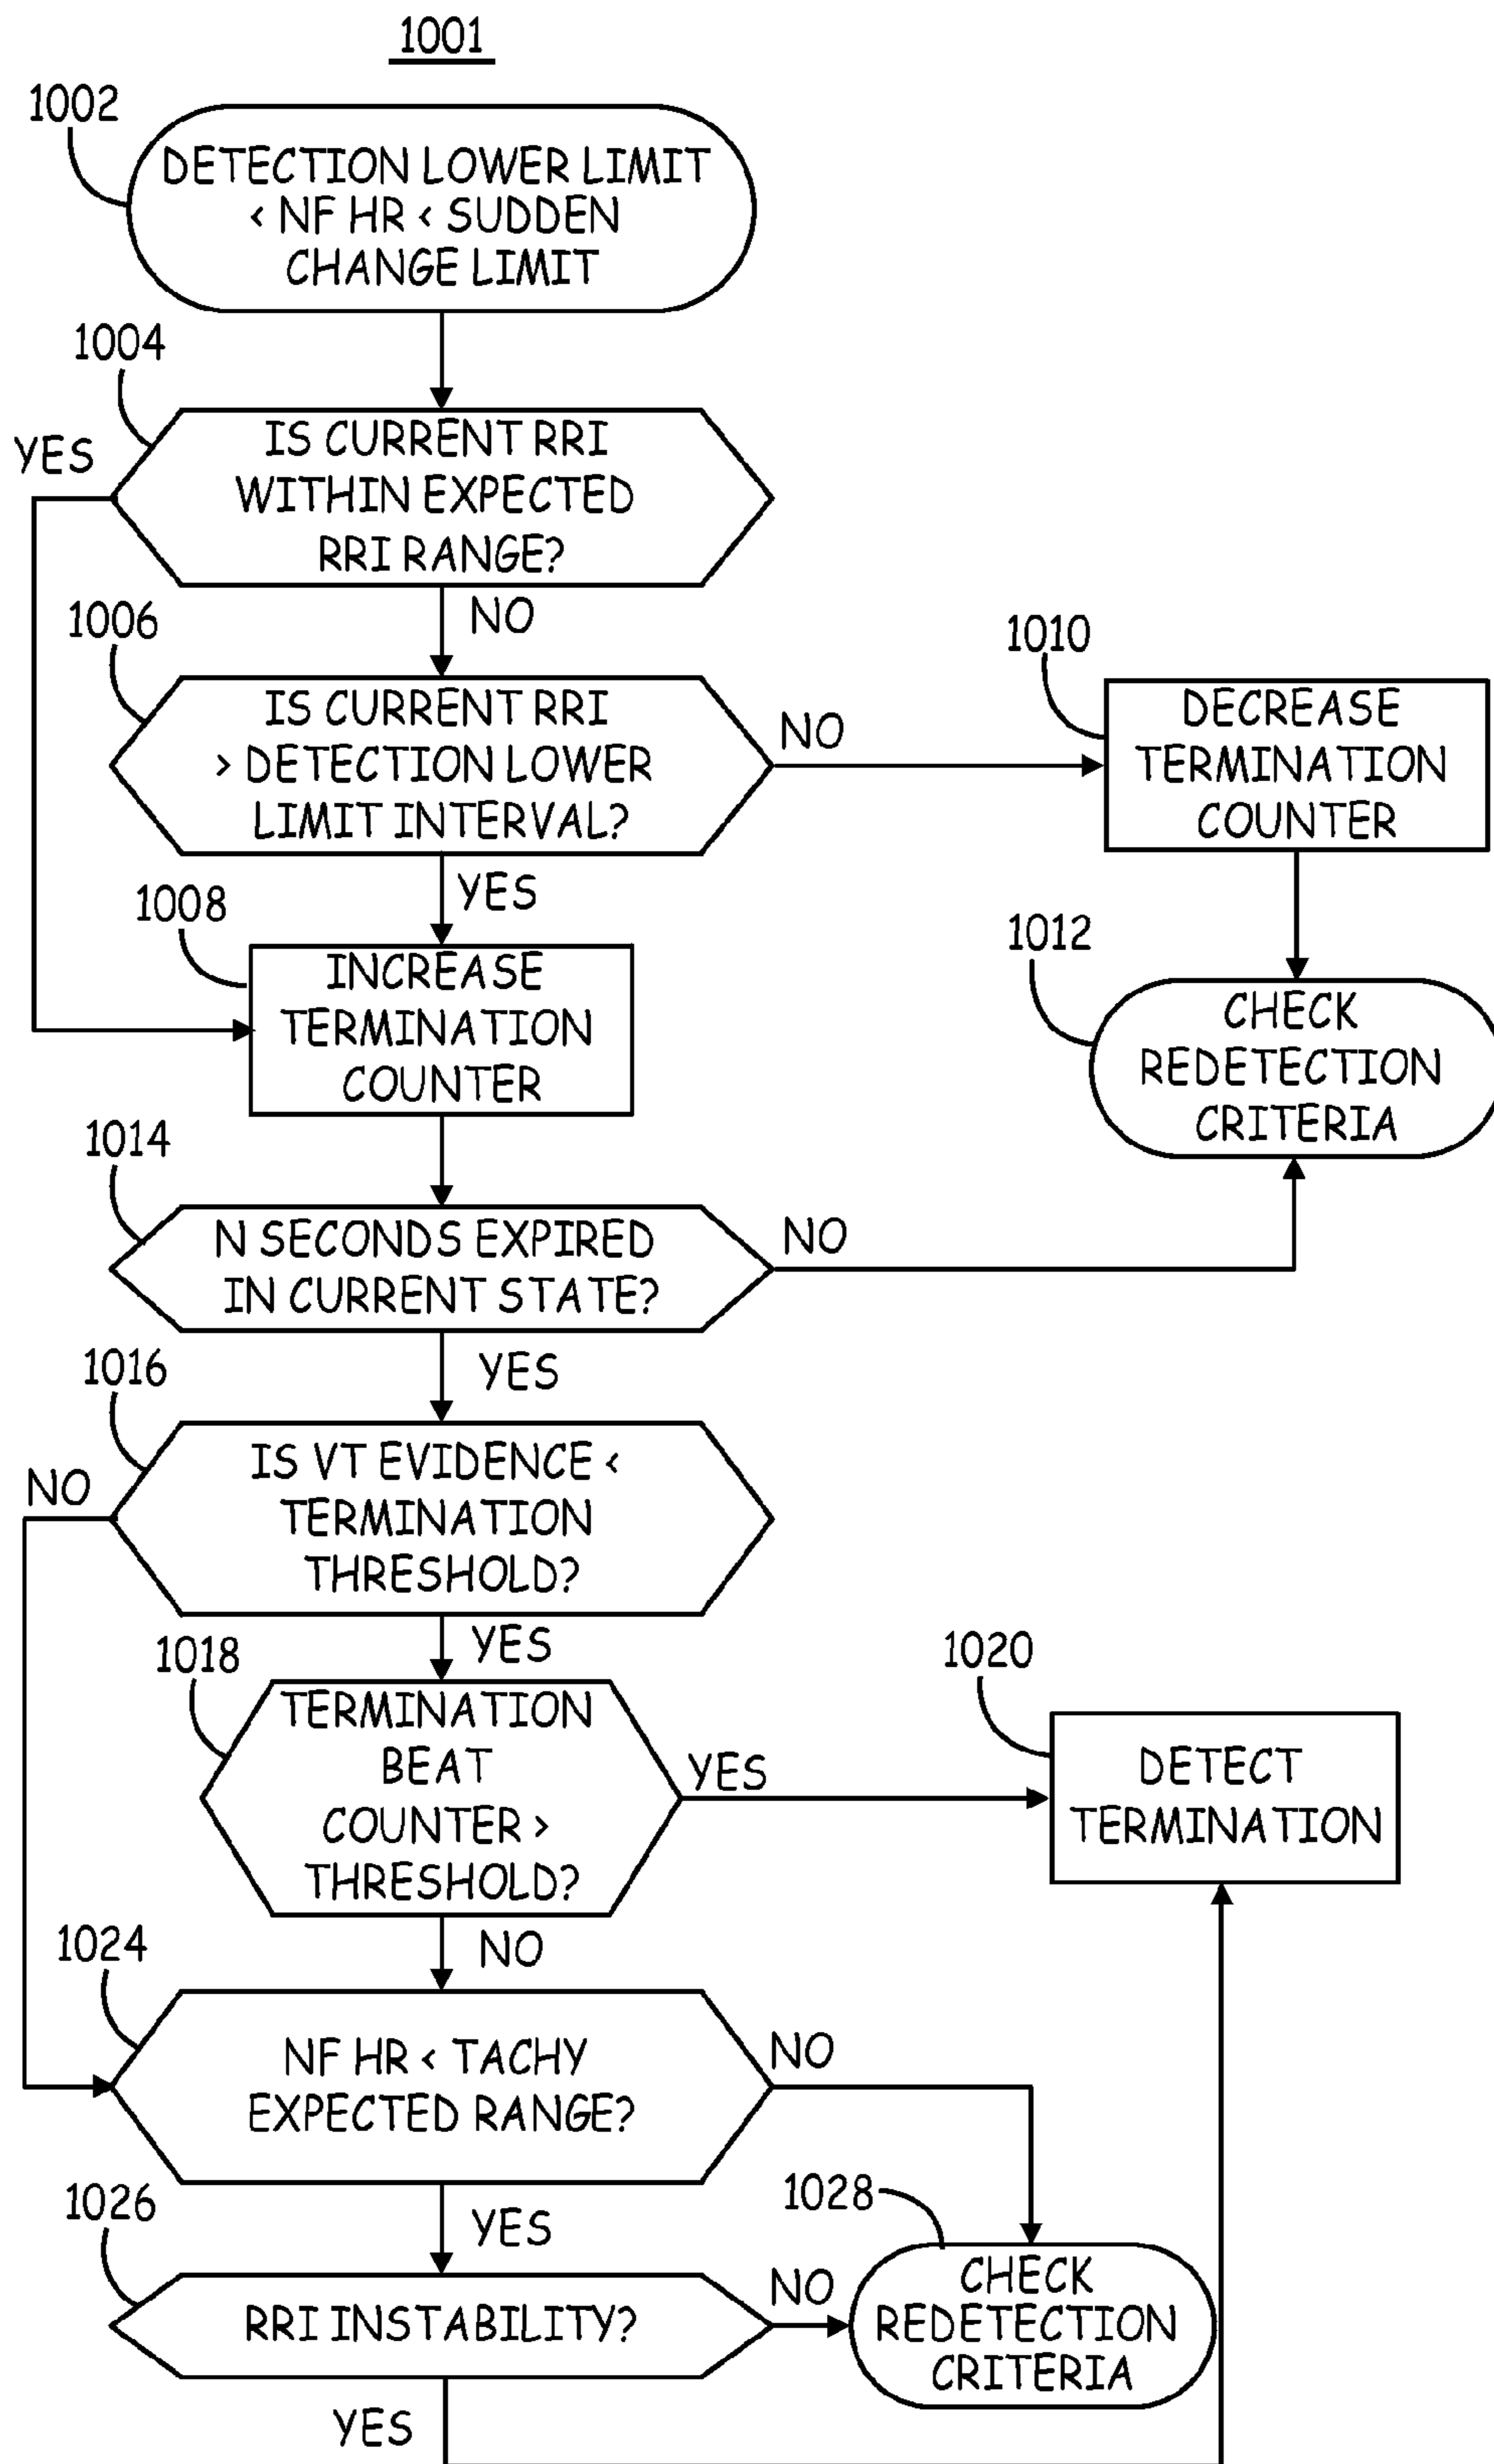 1001
1002
DETECTION LOWER LIMIT
< NF HR < SUDDEN
CHANGE LIMIT
1004
YES
IS CURRENT RRI
WITHIN EXPECTED
RRI RANGE?
NO
1006
IS CURRENT RRI
> DETECTION LOWER
LIMIT INTERVAL?
NO
1010
DECREASE
TERMINATION
COUNTER
YES
1008
INCREASE
TERMINATION
COUNTER
1012
CHECK
REDETECTION
CRITERIA
1014
N SECONDS EXPIRED
IN CURRENT STATE?
NO
YES
1016
NO
IS VT EVIDENCE <
TERMINATION
THRESHOLD?
YES
1018
TERMINATION
BEAT
COUNTER >
THRESHOLD?
YES
1020
DETECT
TERMINATION
NO
1024
NF HR < TACHY
EXPECTED RANGE?
NO
YES
1026
RRI INSTABILITY?
NO
1028
CHECK
REDETECTION
CRITERIA
YES